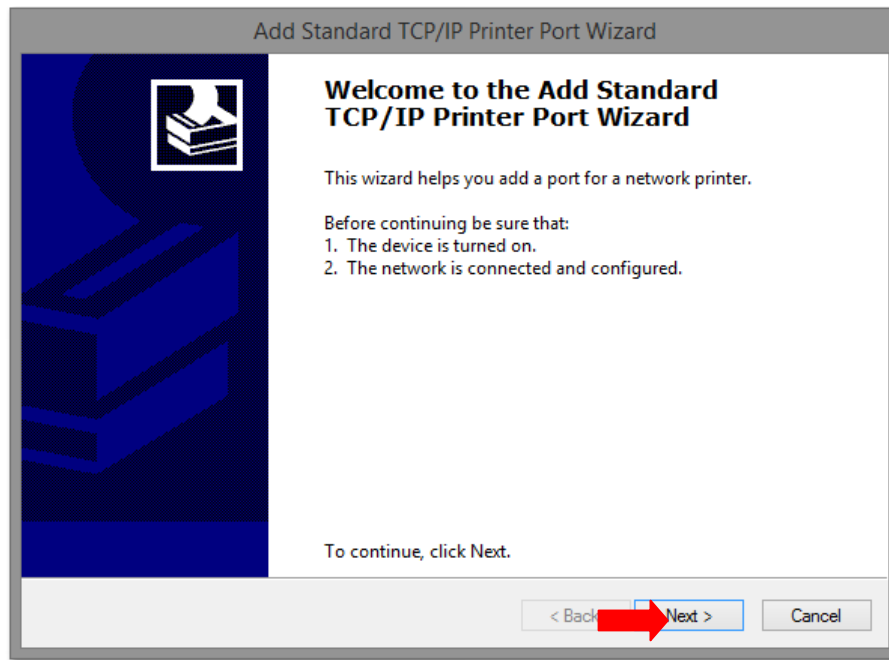 Add Standard TCP/IP Printer Port Wizard
Welcome to the Add Standard
TCP/IP Printer Port Wizard
This wizard helps you add a port for a network printer.
Before continuing be sure that:
1. The device is turned on.
2. The network is connected and configured.
To continue, click Next.
< Back
Next >
Cancel